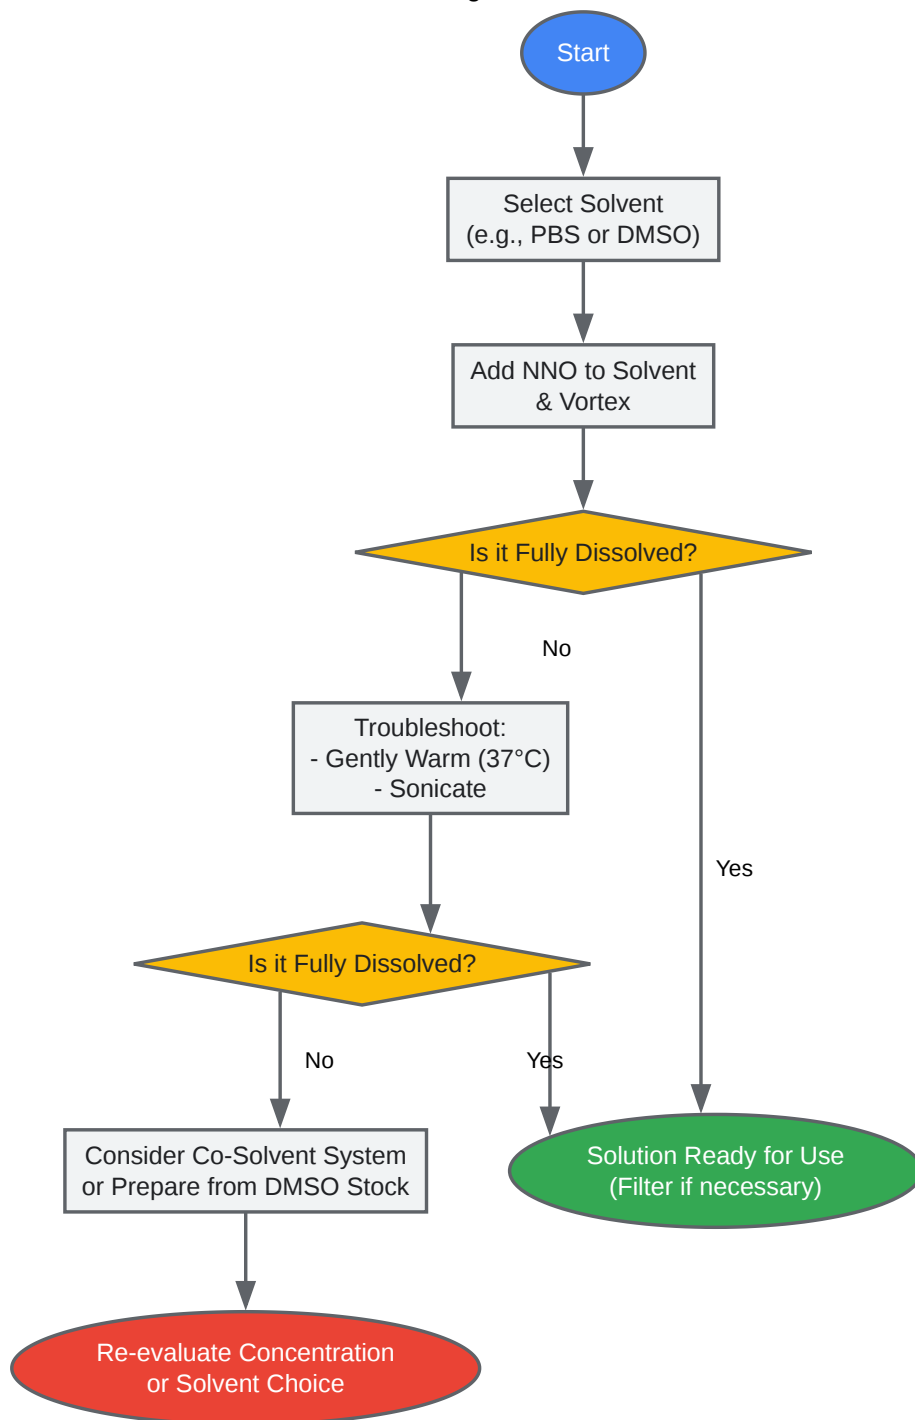 Start
Select Solvent
(e.g., PBS or DMSO)
Add NNO to Solvent
& Vortex
Is it Fully Dissolved?
No
Troubleshoot:
- Gently Warm (37°C)
- Sonicate
Yes
Is it Fully Dissolved?
No
Yes
Consider Co-Solvent System
or Prepare from DMSO Stock
Solution Ready for Use
(Filter if necessary)
Re-evaluate Concentration
or Solvent Choice